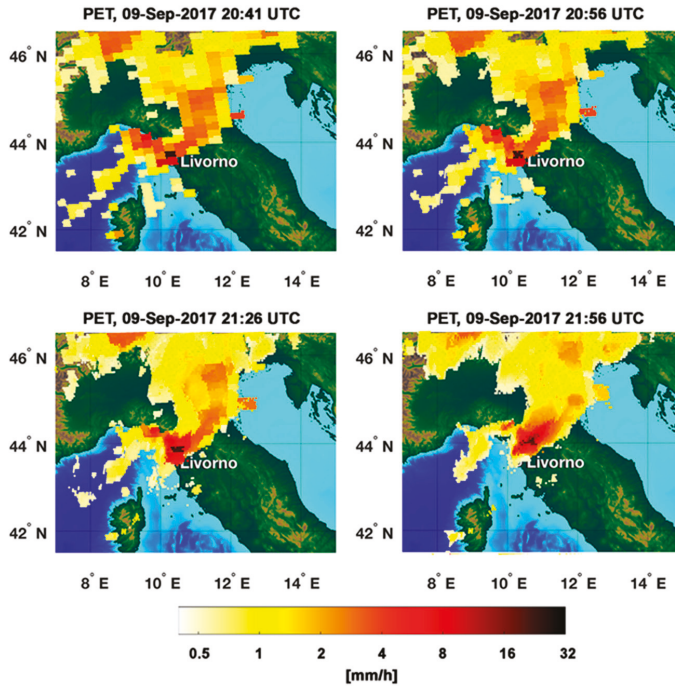 PET, 09-Sep-2017 20:41 UTC
46° N
44° N
42° N
Livorno
8° E
10° E
12° E
14° E
PET, 09-Sep-2017 20:56 UTC
46° N
44° N
42° N
Livorno
8° E
10° E
12° E
14° E
PET, 09-Sep-2017 21:26 UTC
46° N
44° N
42° N
Livorno
8° E
10° E
12° E
14° E
PET, 09-Sep-2017 21:56 UTC
46° N
44° N
42° N
Livorno
8° E
10° E
12° E
14° E
0.5 1 2 4 8 16 32
[mm/h]